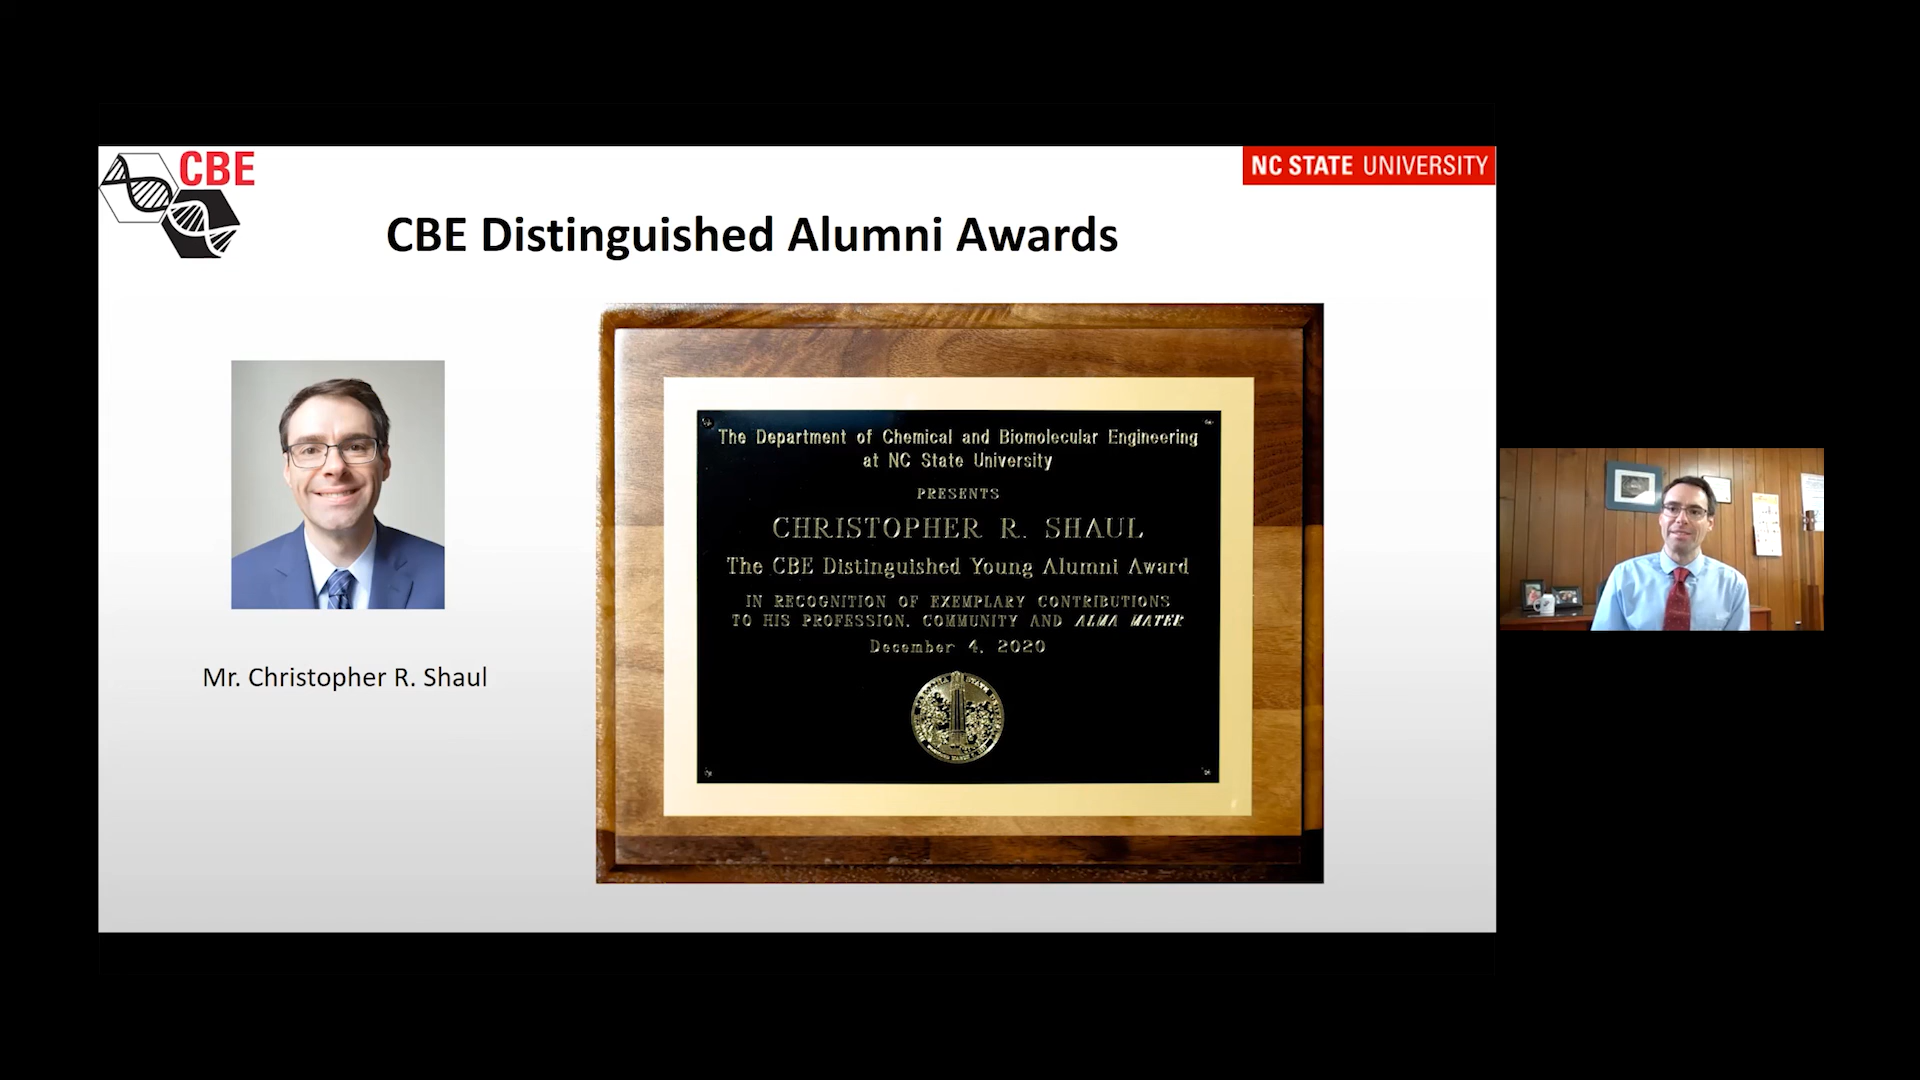 CBE
NC STATE UNIVERSITY
CBE Distinguished Alumni Awards
Mr. Christopher R. Shaul
The Department of Chemical and Biomolecular Engineering
at NC State University
PRESENTS
CHRISTOPHER R. SHAUL
The CBE Distinguished Young Alumni Award
IN RECOGNITION OF EXEMPLARY CONTRIBUTIONS
TO HIS PROFESSION, COMMUNITY AND ALMA MATER
December 4, 2020